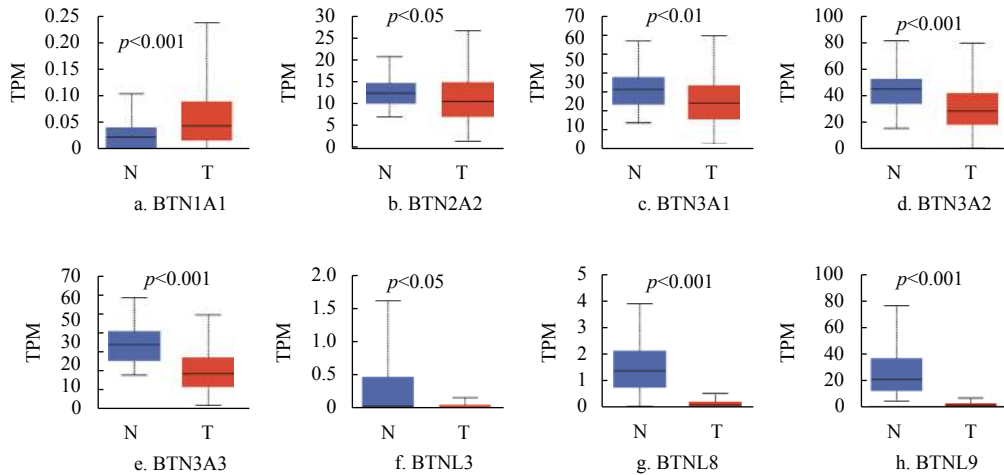 0.25
0.20
0.15
0.10
0.05
0
TPM
p<0.001
N T
a. BTN1A1
30
25
20
15
10
5
0
TPM
p<0.05
N T
b. BTN2A2
70
60
50
40
30
20
10
0
TPM
p<0.01
N T
c. BTN3A1
100
80
60
40
20
0
TPM
p<0.001
N T
d. BTN3A2
70
60
50
40
30
20
10
0
TPM
p<0.001
N T
e. BTN3A3
2.0
1.5
1.0
0.5
0
TPM
p<0.05
N T
f. BTNL3
5
4
3
2
1
0
TPM
p<0.001
N T
g. BTNL8
100
80
60
40
20
0
TPM
p<0.001
N T
h. BTNL9